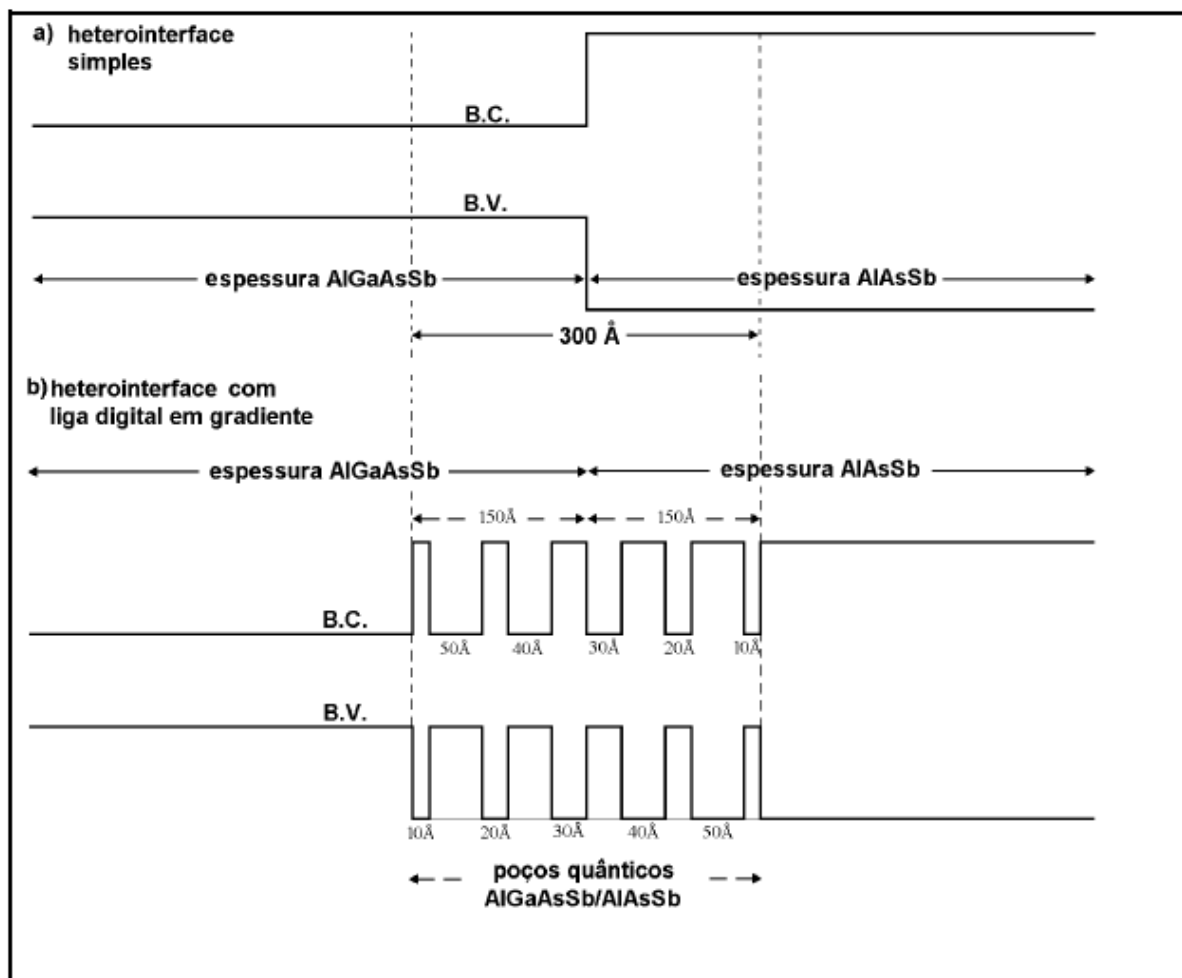 a) heterointerface
simples
B.C.
B.V.
espessura AlGaAsSb
espessura AlAsSb
300 Å
b) heterointerface com
liga digital em gradiente
espessura AlGaAsSb
espessura AlAsSb
150Å
150Å
B.C.
50Å 40Å 30Å 20Å 10Å
B.V.
10Å 20Å 30Å 40Å 50Å
poços quânticos
AlGaAsSb/AlAsSb